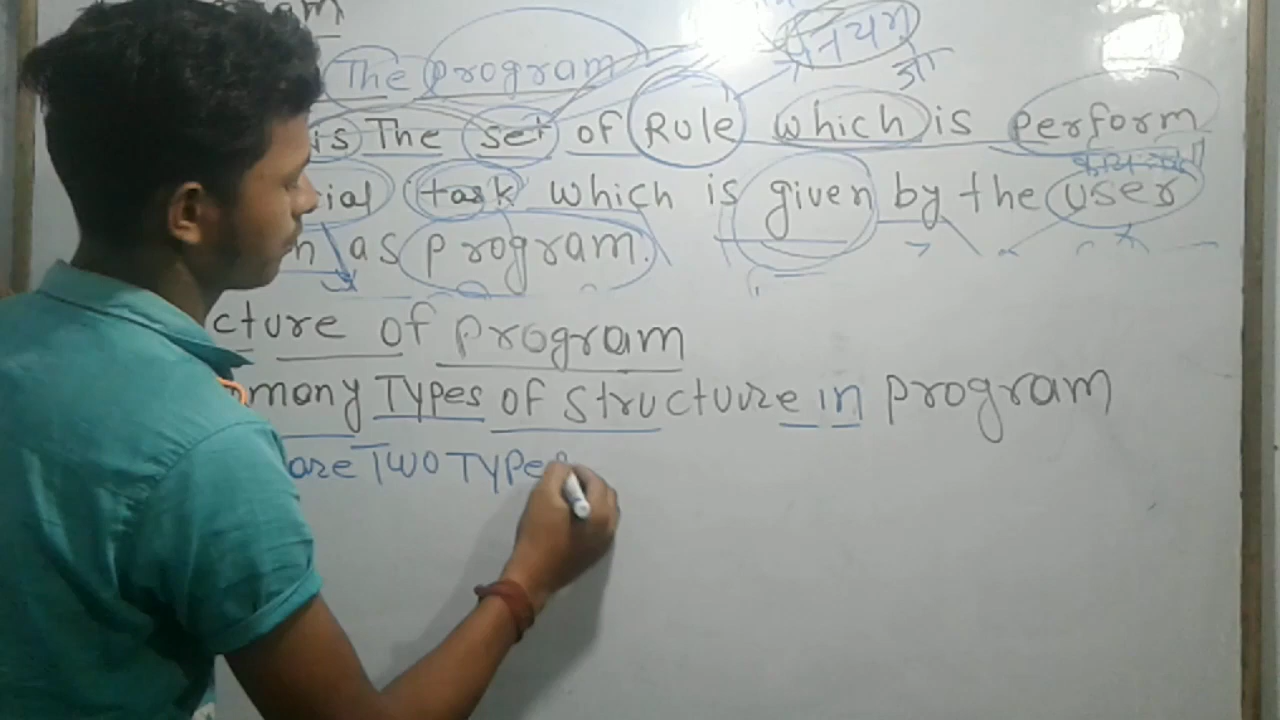 The program
is The set of Rule which is perform
ial task which is given by the user
as program.
cture of program
many Types of Structure in program
are Two Types